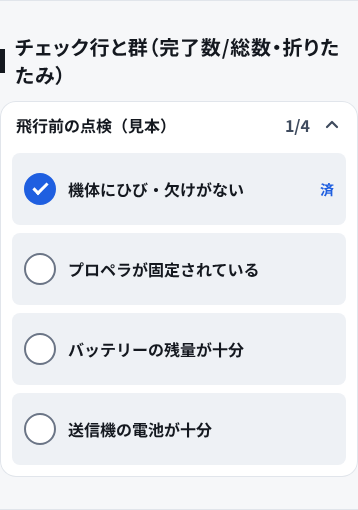 チェック行と群（完了数/総数・折りた
たみ）
飛行前の点検（見本）
1/4
機体にひび・欠けがない
済
プロペラが固定されている
バッテリーの残量が十分
送信機の電池が十分